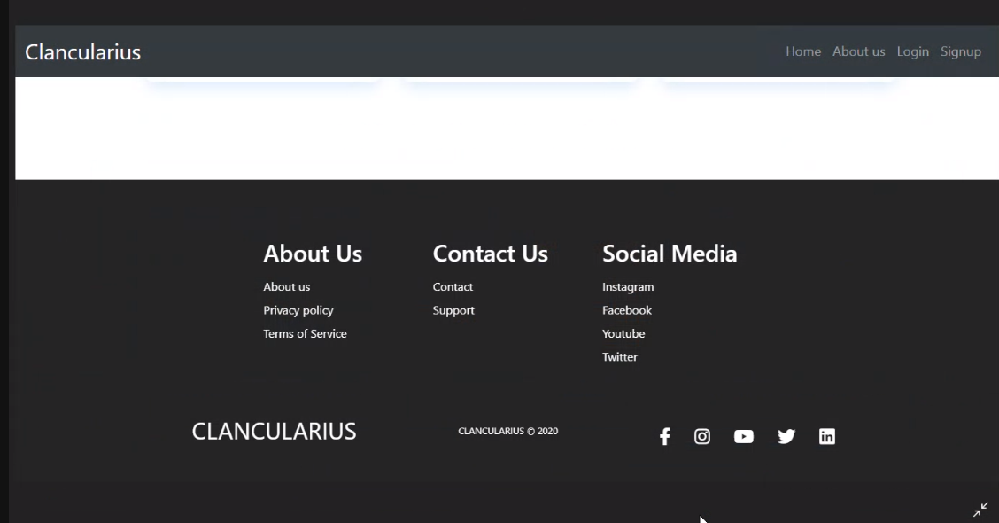 Clancularius Home About us Login Signup
About Us Contact Us Social Media
About us Contact Instagram
Privacy policy Support Facebook
Terms of Service Youtube
Twitter
CLANCULARIUS CLANCULARIUS © 2020